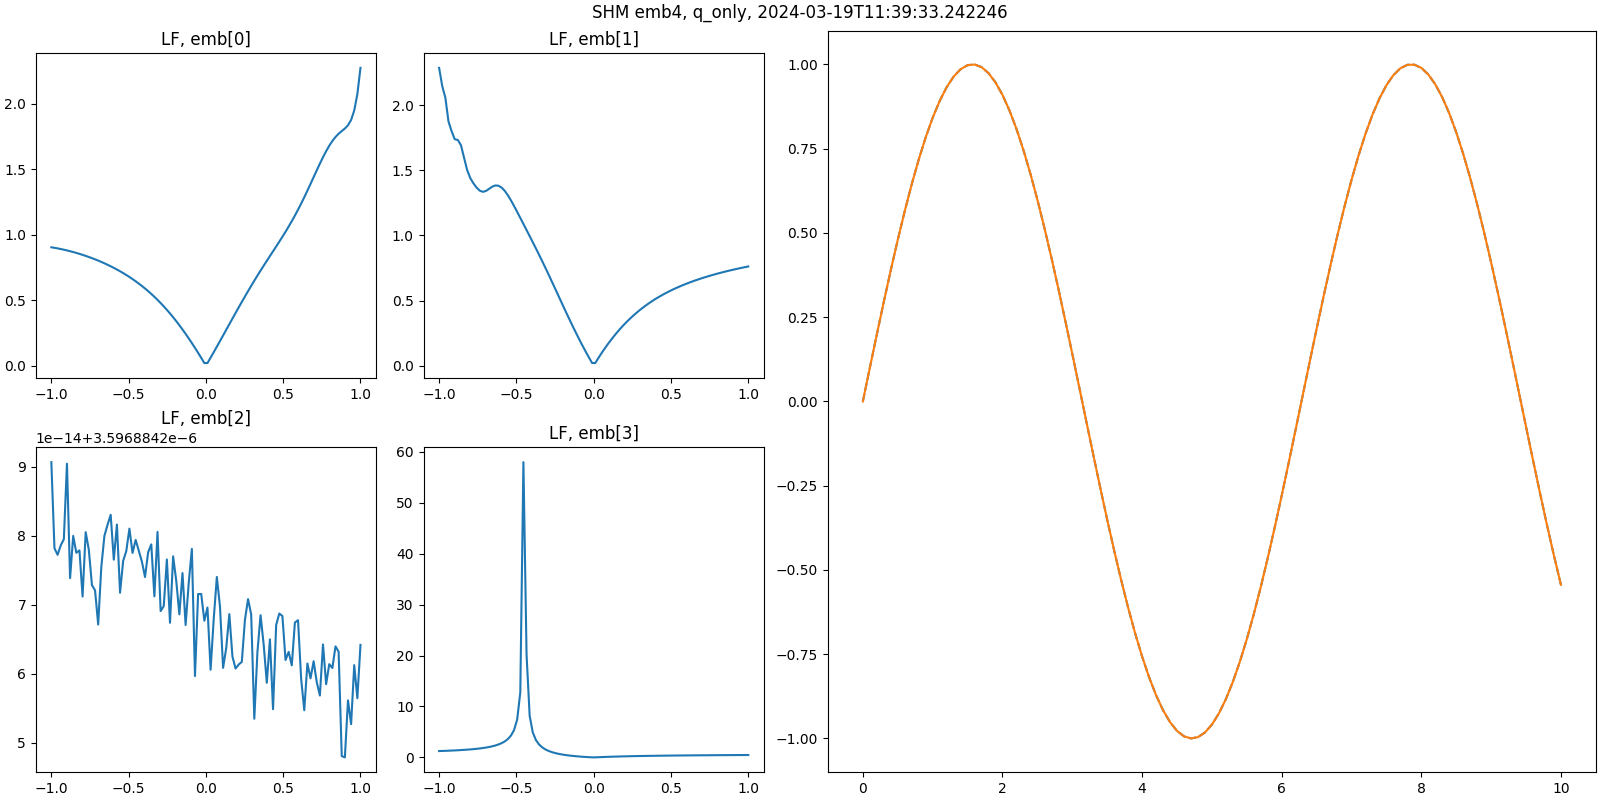 SHM emb4, q_only, 2024-03-19T11:39:33.242246
LF, emb[0]
2.0
1.5
1.0
0.5
0.0
−1.0 −0.5 0.0 0.5 1.0
LF, emb[1]
2.0
1.5
1.0
0.5
0.0
−1.0 −0.5 0.0 0.5 1.0
LF, emb[2]
1e−14+3.5968842e−6
9
8
7
6
5
−1.0 −0.5 0.0 0.5 1.0
LF, emb[3]
60
50
40
30
20
10
0
−1.0 −0.5 0.0 0.5 1.0
1.00
0.75
0.50
0.25
0.00
−0.25
−0.50
−0.75
−1.00
0 2 4 6 8 10